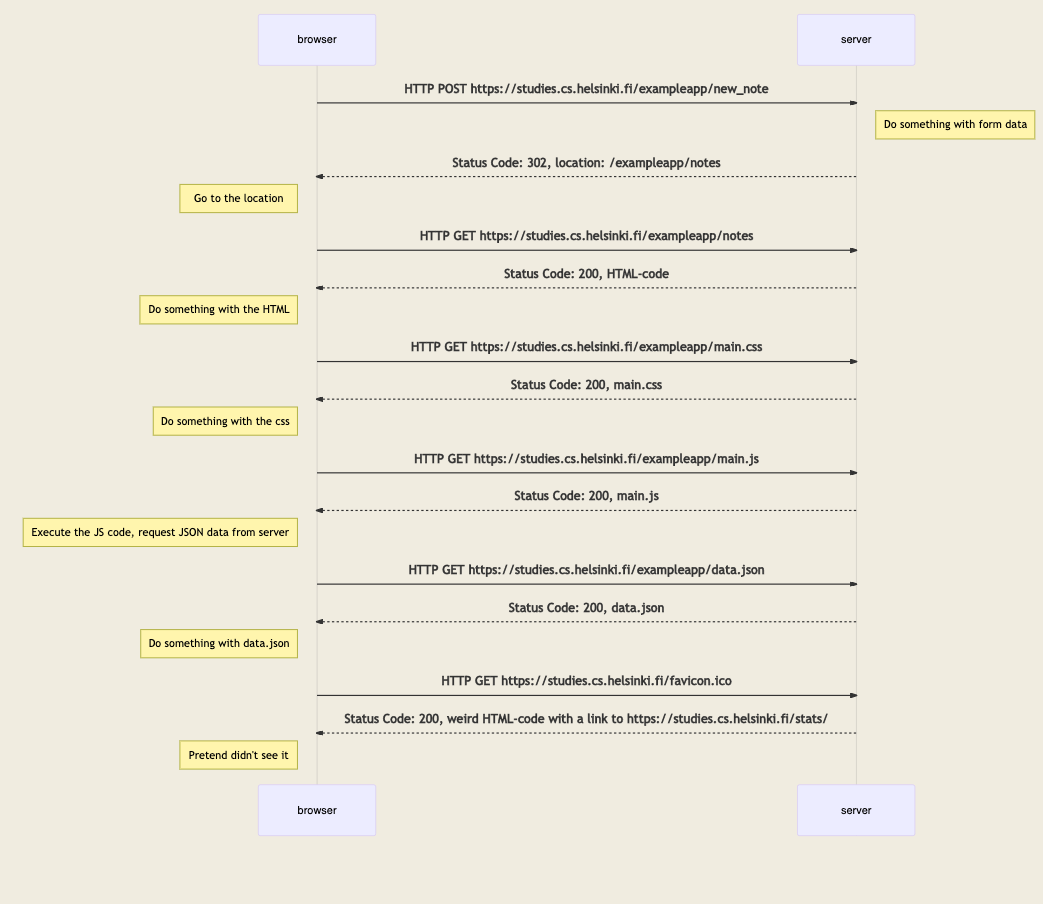 browser
server
HTTP POST https://studies.cs.helsinki.fi/exampleapp/new_note
Do something with form data
Status Code: 302, location: /exampleapp/notes
Go to the location
HTTP GET https://studies.cs.helsinki.fi/exampleapp/notes
Status Code: 200, HTML-code
Do something with the HTML
HTTP GET https://studies.cs.helsinki.fi/exampleapp/main.css
Status Code: 200, main.css
Do something with the css
HTTP GET https://studies.cs.helsinki.fi/exampleapp/main.js
Status Code: 200, main.js
Execute the JS code, request JSON data from server
HTTP GET https://studies.cs.helsinki.fi/exampleapp/data.json
Status Code: 200, data.json
Do something with data.json
HTTP GET https://studies.cs.helsinki.fi/favicon.ico
Status Code: 200, weird HTML-code with a link to https://studies.cs.helsinki.fi/stats/
Pretend didn't see it
browser
server